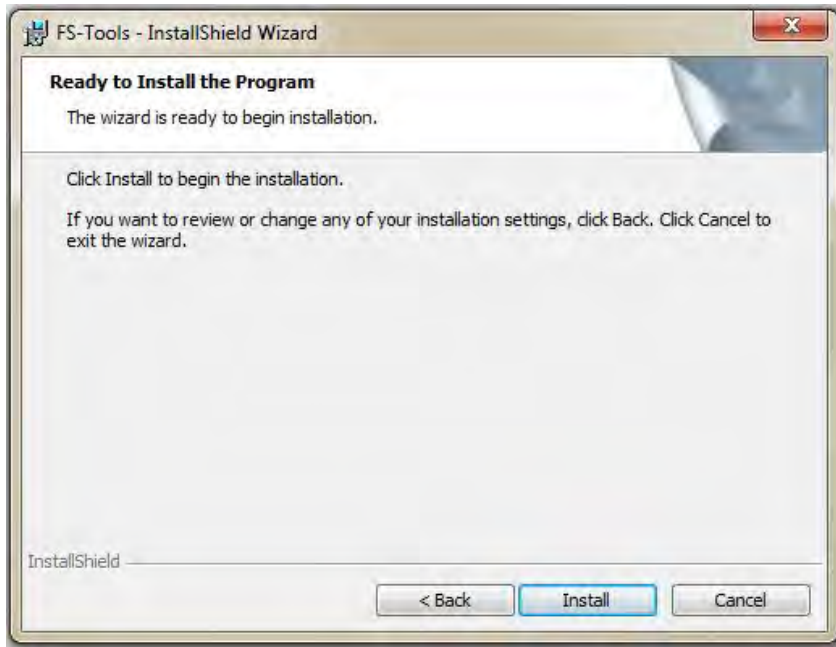 FS-Tools - InstallShield Wizard
Ready to Install the Program
The wizard is ready to begin installation.
Click Install to begin the installation.
If you want to review or change any of your installation settings, click Back. Click Cancel to
exit the wizard.
InstallShield
< Back Install Cancel